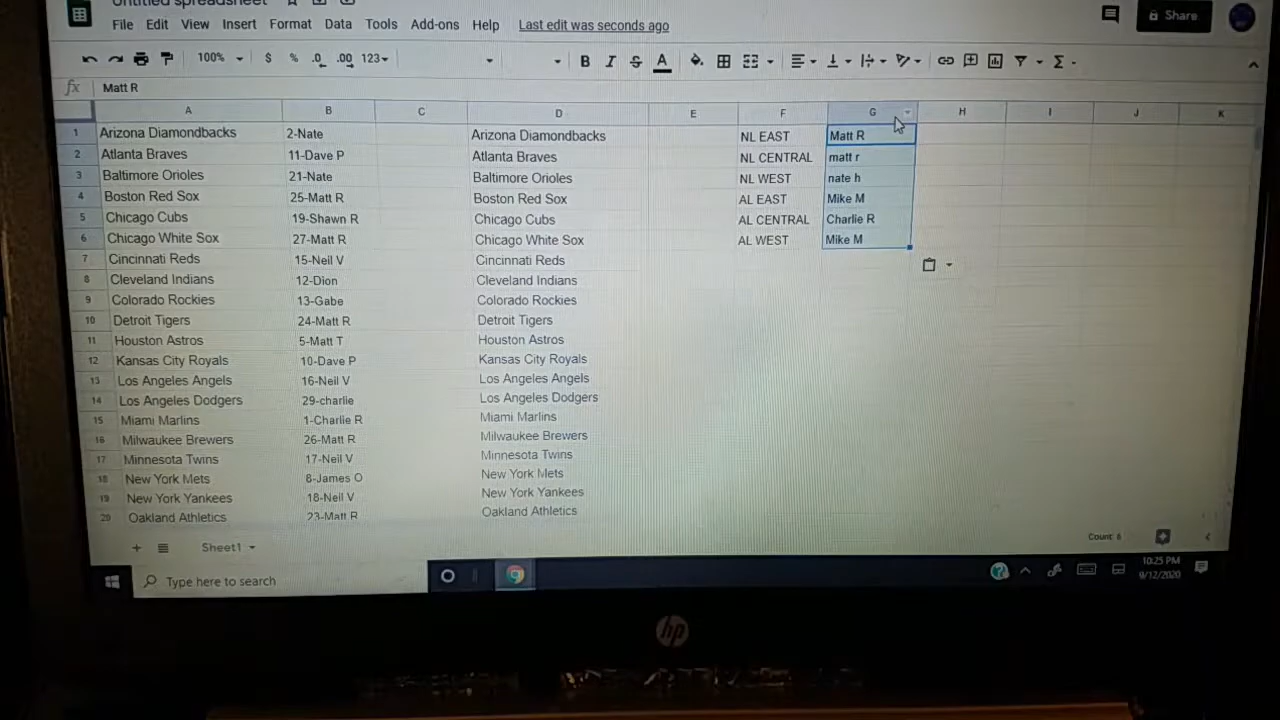 Untitled spreadsheet
File Edit View Insert Format Data Tools Add-ons Help Last edit was seconds ago Share
100% $ % .0 .00 123 B I S A Σ
fx Matt R
A B C D E F G H I J K
1 Arizona Diamondbacks 2-Nate Arizona Diamondbacks NL EAST Matt R
2 Atlanta Braves 11-Dave P Atlanta Braves NL CENTRAL matt r
3 Baltimore Orioles 21-Nate Baltimore Orioles NL WEST nate h
4 Boston Red Sox 25-Matt R Boston Red Sox AL EAST Mike M
5 Chicago Cubs 19-Shawn R Chicago Cubs AL CENTRAL Charlie R
6 Chicago White Sox 27-Matt R Chicago White Sox AL WEST Mike M
7 Cincinnati Reds 15-Neil V Cincinnati Reds
8 Cleveland Indians 12-Dion Cleveland Indians
9 Colorado Rockies 13-Gabe Colorado Rockies
10 Detroit Tigers 24-Matt R Detroit Tigers
11 Houston Astros 5-Matt T Houston Astros
12 Kansas City Royals 10-Dave P Kansas City Royals
13 Los Angeles Angels 16-Neil V Los Angeles Angels
14 Los Angeles Dodgers 29-charlie Los Angeles Dodgers
15 Miami Marlins 1-Charlie R Miami Marlins
16 Milwaukee Brewers 26-Matt R Milwaukee Brewers
17 Minnesota Twins 17-Neil V Minnesota Twins
18 New York Mets 8-James O New York Mets
19 New York Yankees 18-Neil V New York Yankees
20 Oakland Athletics 23-Matt R Oakland Athletics
Count: 6
Sheet1
Type here to search
10:25 PM
9/12/2020
hp